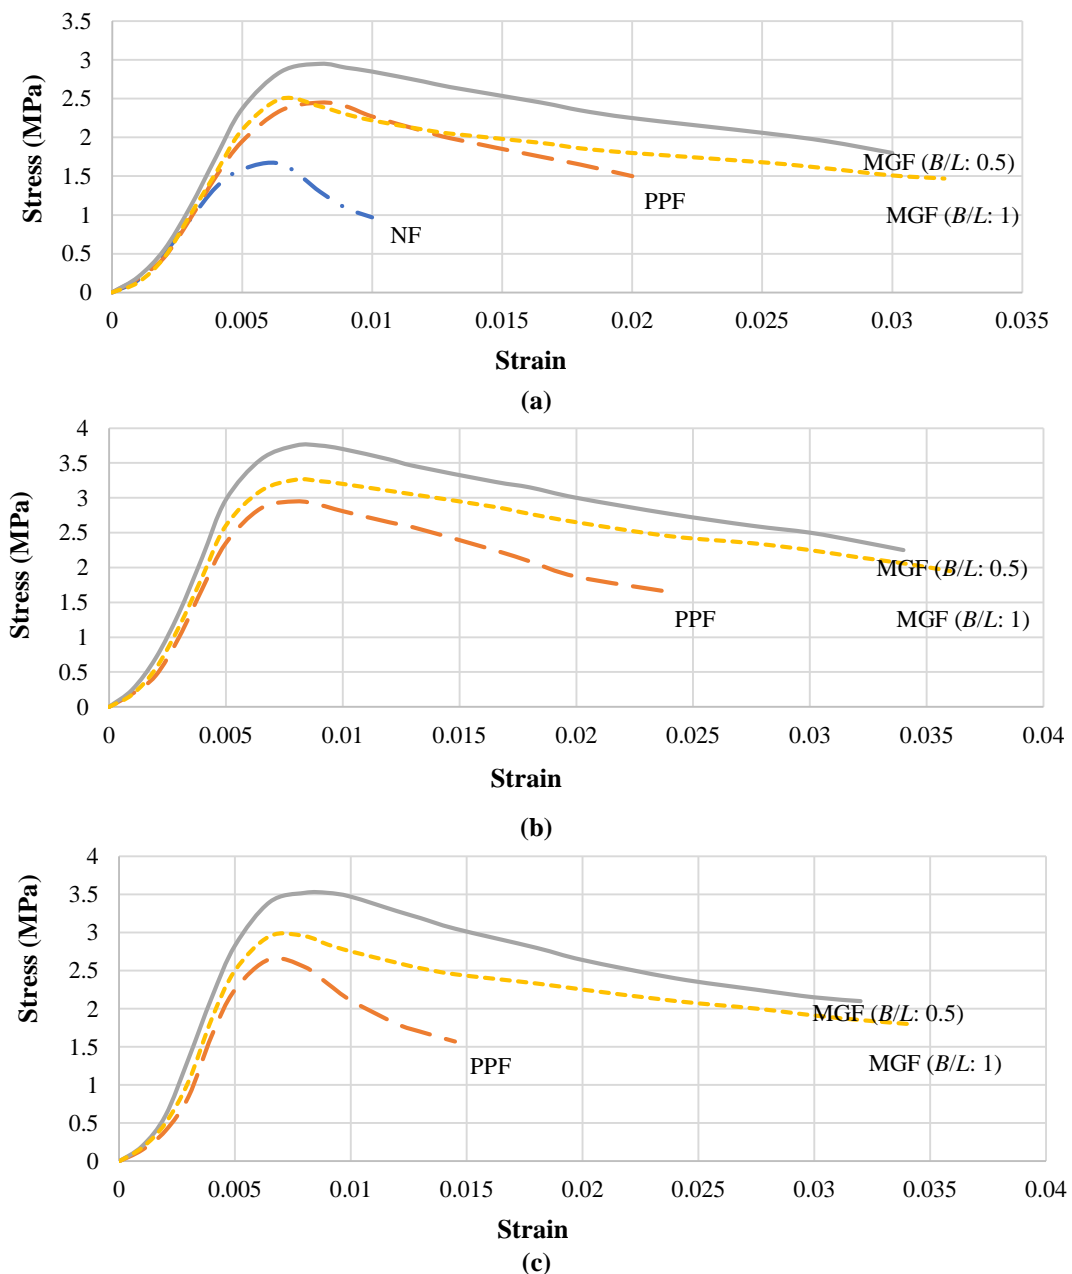 3.5
3
2.5
2
1.5
1
0.5
0
Stress (MPa)
MGF (B/L: 0.5)
PPF
MGF (B/L: 1)
NF
0 0.005 0.01 0.015 0.02 0.025 0.03 0.035
Strain
(a)
4
3.5
3
2.5
2
1.5
1
0.5
0
Stress (MPa)
MGF (B/L: 0.5)
PPF
MGF (B/L: 1)
0 0.005 0.01 0.015 0.02 0.025 0.03 0.035 0.04
Strain
(b)
4
3.5
3
2.5
2
1.5
1
0.5
0
Stress (MPa)
MGF (B/L: 0.5)
PPF
MGF (B/L: 1)
0 0.005 0.01 0.015 0.02 0.025 0.03 0.035 0.04
Strain
(c)